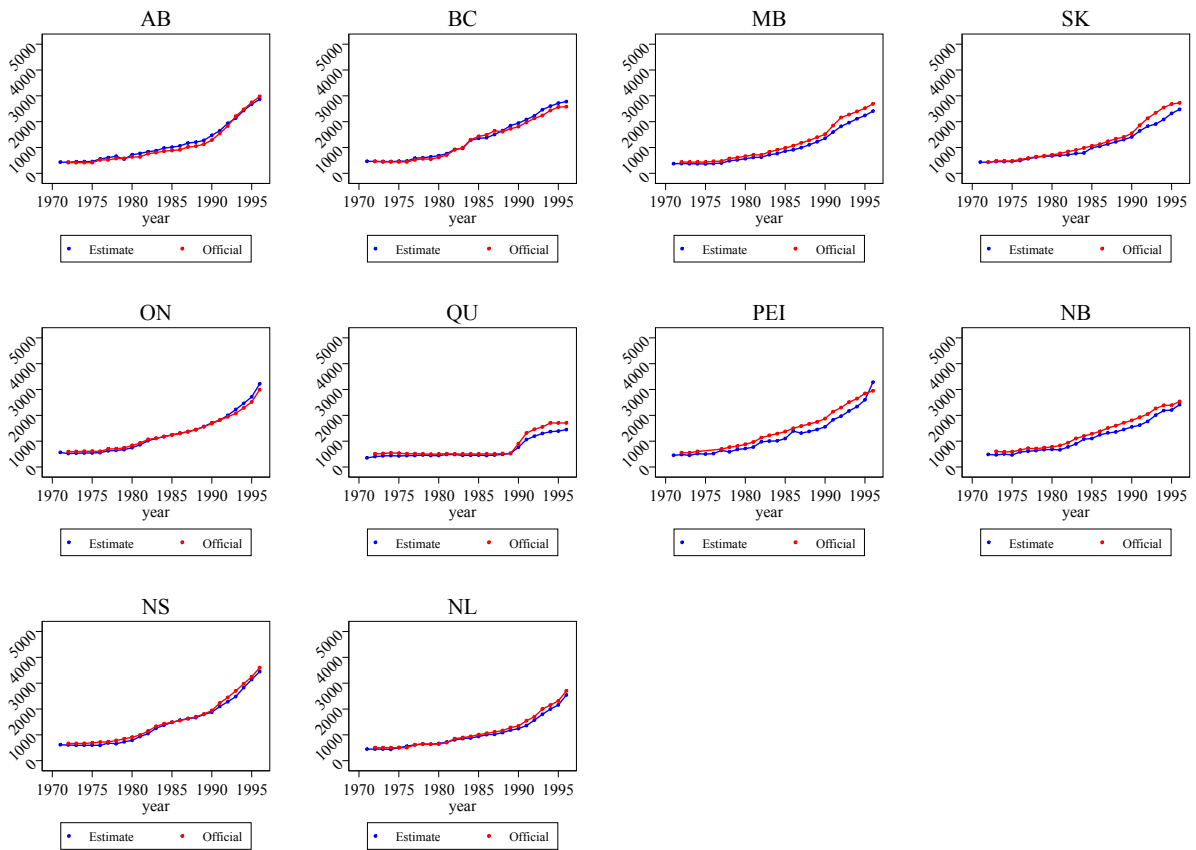 AB BC MB SK
5000 5000 5000 5000
4000 4000 4000 4000
3000 3000 3000 3000
2000 2000 2000 2000
1000 1000 1000 1000
0 0 0 0
1970 1975 1980 1985 1990 1995 1970 1975 1980 1985 1990 1995 1970 1975 1980 1985 1990 1995 1970 1975 1980 1985 1990 1995
year year year year
Estimate Official Estimate Official Estimate Official Estimate Official
ON QU PEI NB
5000 5000 5000 5000
4000 4000 4000 4000
3000 3000 3000 3000
2000 2000 2000 2000
1000 1000 1000 1000
0 0 0 0
1970 1975 1980 1985 1990 1995 1970 1975 1980 1985 1990 1995 1970 1975 1980 1985 1990 1995 1970 1975 1980 1985 1990 1995
year year year year
Estimate Official Estimate Official Estimate Official Estimate Official
NS NL
5000 5000
4000 4000
3000 3000
2000 2000
1000 1000
0 0
1970 1975 1980 1985 1990 1995 1970 1975 1980 1985 1990 1995
year year
Estimate Official Estimate Official